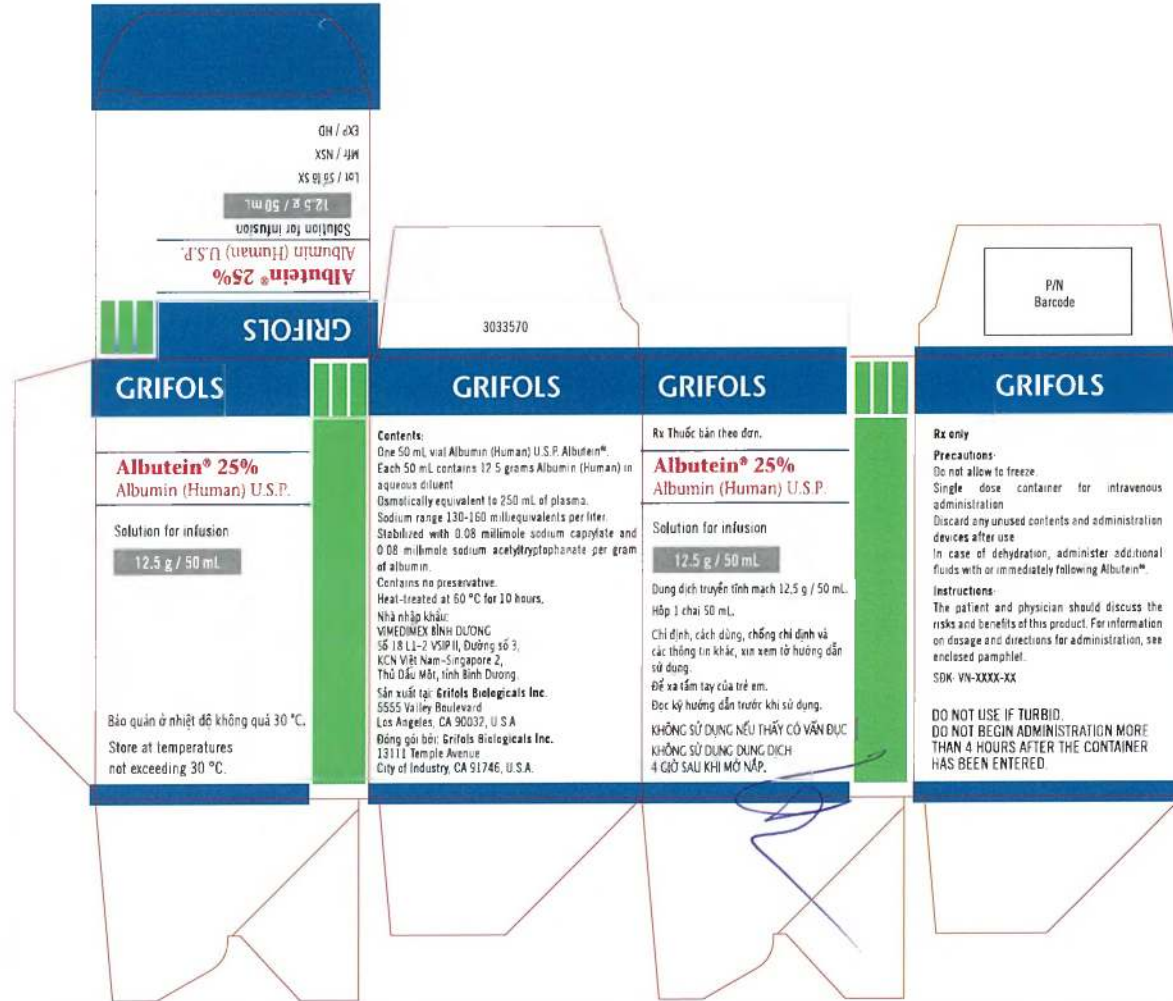 EXP / HD
Mfr / NSX
Lot / Số lô SX
12.5 g / 50 mL
Solution for infusion
Albumin (Human) U.S.P.
Albutein® 25%
GRIFOLS
GRIFOLS
Albutein® 25%
Albumin (Human) U.S.P.
Solution for infusion
12.5 g / 50 mL
Bảo quản ở nhiệt độ không quá 30 °C.
Store at temperatures
not exceeding 30 °C.
3033570
GRIFOLS
Contents:
One 50 mL vial Albumin (Human) U.S.P. Albutein®.
Each 50 mL contains 12.5 grams Albumin (Human) in
aqueous diluent
Osmotically equivalent to 250 mL of plasma.
Sodium range 130-160 milliequivalents per liter.
Stabilized with 0.08 millimole sodium caprylate and
0.08 millimole sodium acetyltryptophanate per gram
of albumin.
Contains no preservative.
Heat-treated at 60 °C for 10 hours.
Nhà nhập khẩu:
VIMEDIMEX BÌNH DƯƠNG
Số 18 L1-2 VSIP II, Đường số 3,
KCN Việt Nam-Singapore 2,
Thủ Dầu Một, tỉnh Bình Dương.
Sản xuất tại: Grifols Biologicals Inc.
5555 Valley Boulevard
Los Angeles, CA 90032, U.S.A
Đóng gói bởi: Grifols Biologicals Inc.
13111 Temple Avenue
City of Industry, CA 91746, U.S.A.
GRIFOLS
Rx Thuốc bán theo đơn.
Albutein® 25%
Albumin (Human) U.S.P.
Solution for infusion
12.5 g / 50 mL
Dung dịch truyền tĩnh mạch 12,5 g / 50 mL.
Hộp 1 chai 50 mL.
Chỉ định, cách dùng, chống chỉ định và
các thông tin khác, xin xem tờ hướng dẫn
sử dụng.
Để xa tầm tay của trẻ em.
Đọc kỹ hướng dẫn trước khi sử dụng.
KHÔNG SỬ DỤNG NẾU THẤY CÓ VẨN ĐỤC
KHÔNG SỬ DỤNG DUNG DỊCH
4 GIỜ SAU KHI MỞ NẮP.
P/N
Barcode
GRIFOLS
Rx only
Precautions:
Do not allow to freeze.
Single dose container for intravenous
administration
Discard any unused contents and administration
devices after use
In case of dehydration, administer additional
fluids with or immediately following Albutein®.
Instructions:
The patient and physician should discuss the
risks and benefits of this product. For information
on dosage and directions for administration, see
enclosed pamphlet.
SĐK: VN-XXXX-XX
DO NOT USE IF TURBID.
DO NOT BEGIN ADMINISTRATION MORE
THAN 4 HOURS AFTER THE CONTAINER
HAS BEEN ENTERED.